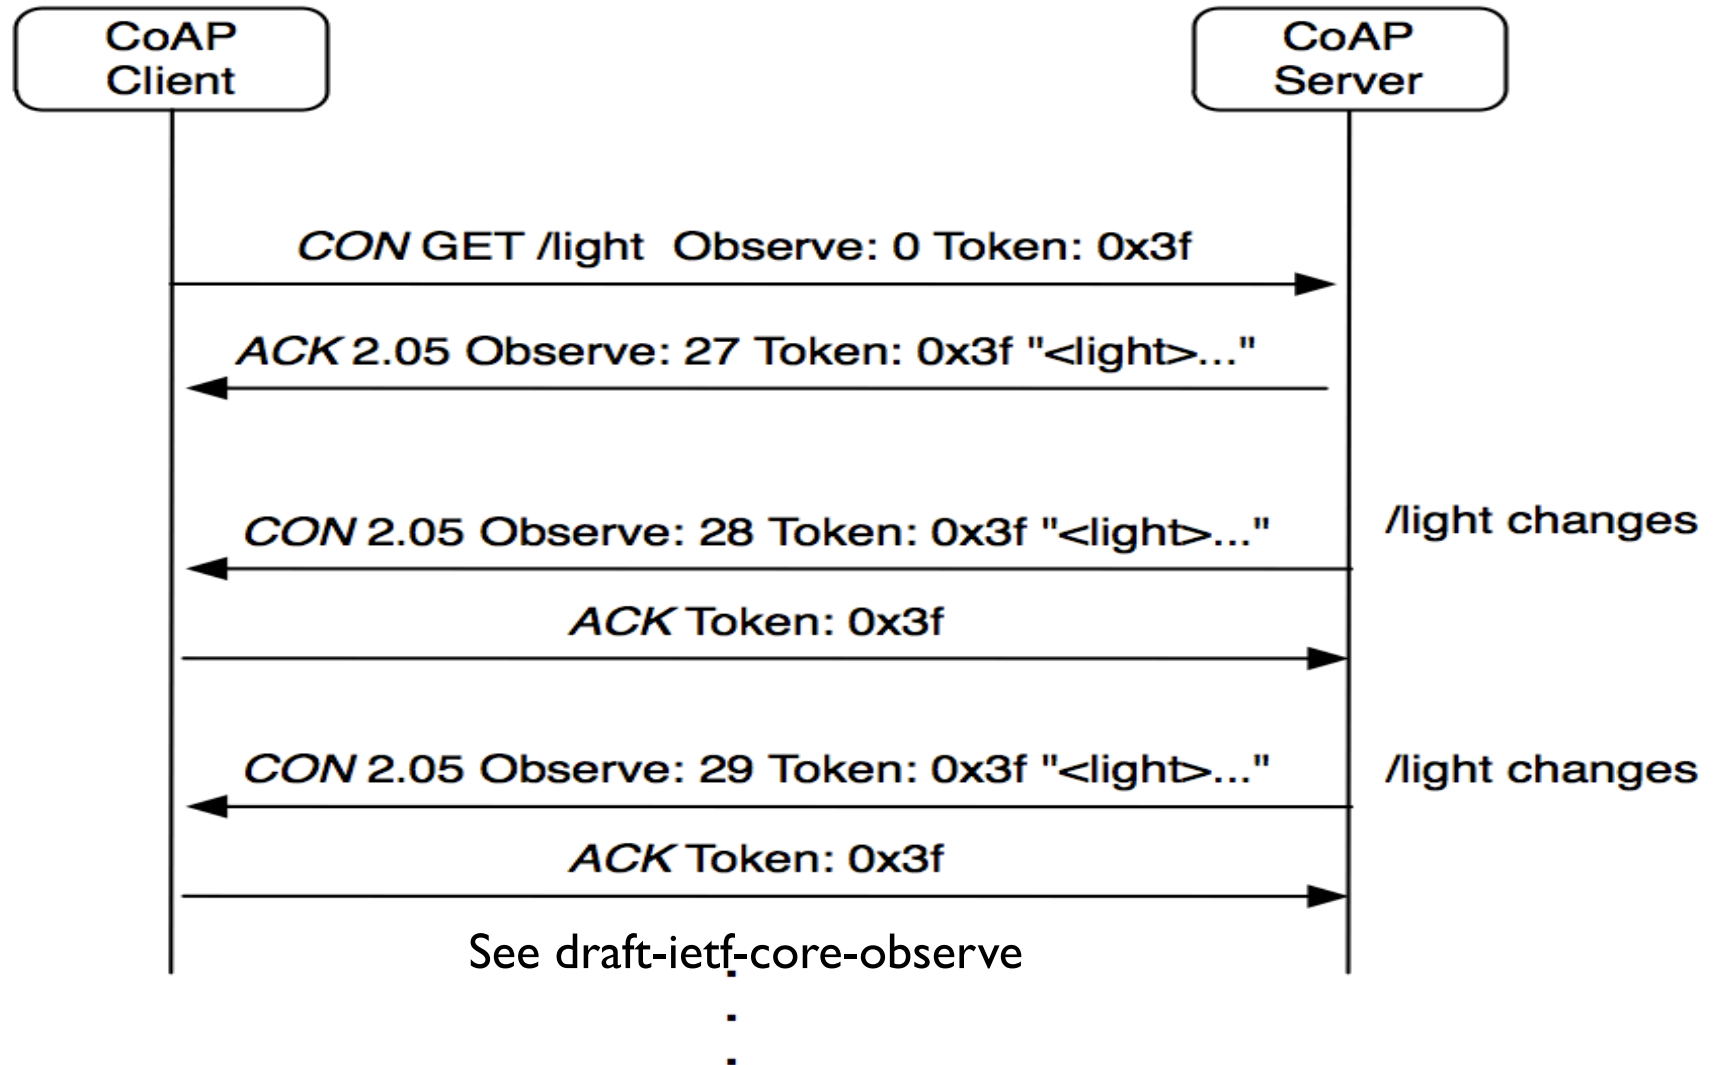 CoAP
Client
CoAP
Server
CON GET /light  Observe: 0 Token: 0x3f
ACK 2.05 Observe: 27 Token: 0x3f "<light>..."
CON 2.05 Observe: 28 Token: 0x3f "<light>..."
/light changes
ACK Token: 0x3f
CON 2.05 Observe: 29 Token: 0x3f "<light>..."
/light changes
ACK Token: 0x3f
See draft-ietf-core-observe